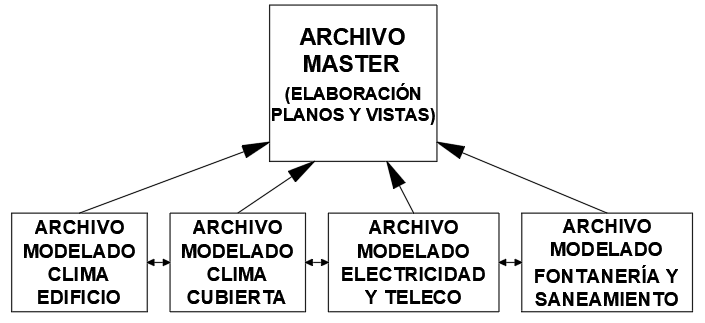 ARCHIVO
MASTER
(ELABORACIÓN
PLANOS Y VISTAS)
ARCHIVO
MODELADO
CLIMA
EDIFICIO
ARCHIVO
MODELADO
CLIMA
CUBIERTA
ARCHIVO
MODELADO
ELECTRICIDAD
Y TELECO
ARCHIVO
MODELADO
FONTANERÍA Y
SANEAMIENTO